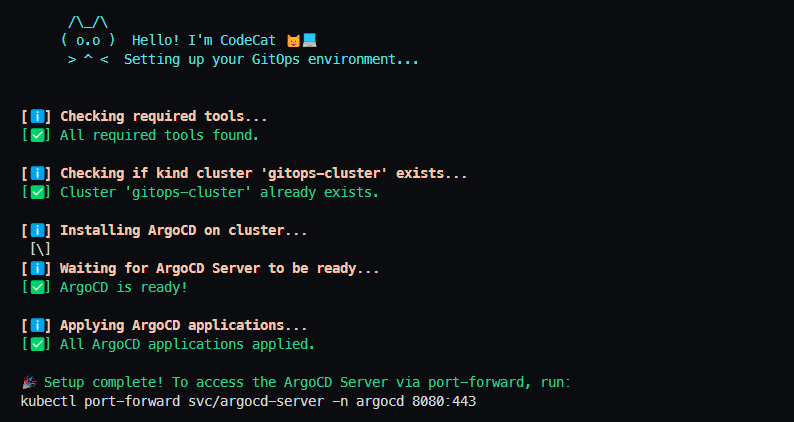 /\_/\
( o.o )  Hello! I'm CodeCat 🐱💻
 > ^ <  Setting up your GitOps environment...
[ℹ️] Checking required tools...
[✅] All required tools found.
[ℹ️] Checking if kind cluster 'gitops-cluster' exists...
[✅] Cluster 'gitops-cluster' already exists.
[ℹ️] Installing ArgoCD on cluster...
[\]
[ℹ️] Waiting for ArgoCD Server to be ready...
[✅] ArgoCD is ready!
[ℹ️] Applying ArgoCD applications...
[✅] All ArgoCD applications applied.
🎉 Setup complete! To access the ArgoCD Server via port-forward, run:
kubectl port-forward svc/argocd-server -n argocd 8080:443